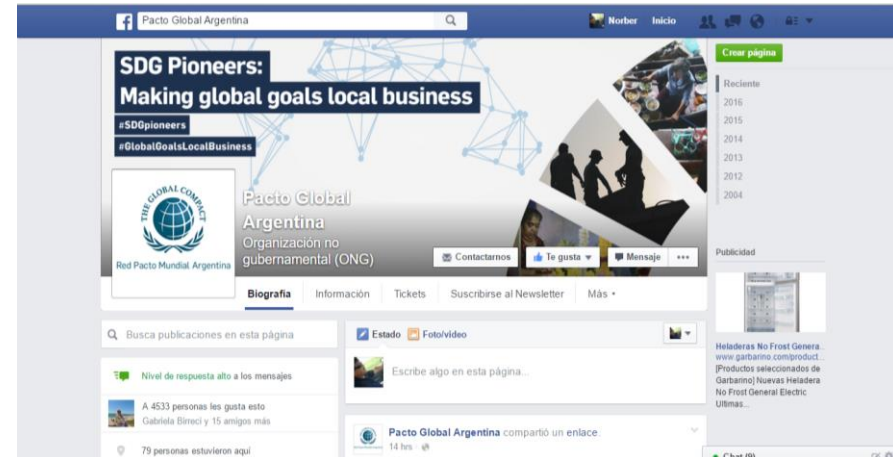 Pacto Global Argentina
Norber Inicio
SDG Pioneers:
Making global goals local business
#SDGpioneers
#GlobalGoalsLocalBusiness
THE GLOBAL COMPACT
Red Pacto Mundial Argentina
Pacto Global
Argentina
Organización no
gubernamental (ONG)
Contactarnos Te gusta Mensaje
Biografía Información Tickets Suscribirse al Newsletter Más
Busca publicaciones en esta página
Nivel de respuesta alto a los mensajes
A 4533 personas les gusta esto
Gabriela Birreci y 15 amigos más
79 personas estuvieron aquí
Estado Foto/video
Escribe algo en esta página...
Pacto Global Argentina compartió un enlace.
14 hrs
Crear página
Reciente
2016
2015
2014
2013
2012
2004
Publicidad
Heladeras No Frost Genera...
www.garbarino.com/product...
[Productos seleccionados de
Garbarino] Nuevas Heladera
No Frost General Electric
Ultimas...
Chat (9)